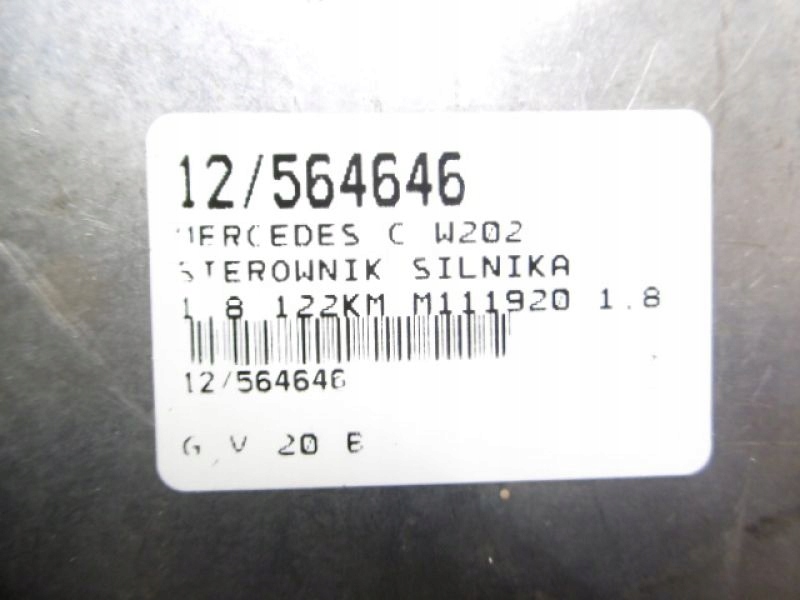 12/564646
MERCEDES C W202
STEROWNIK SILNIKA
1.8 122KM M111920 1.8
12/564646
G V 20 B